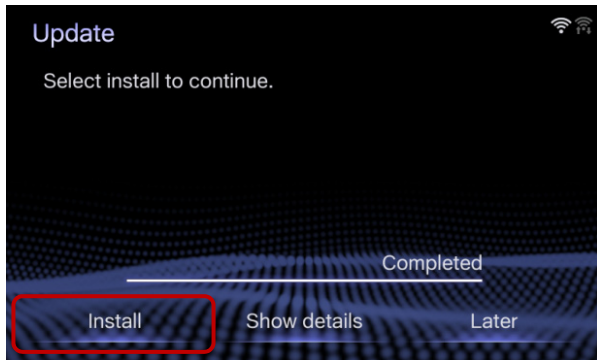 Update
Select install to continue.
Completed
Install Show details Later